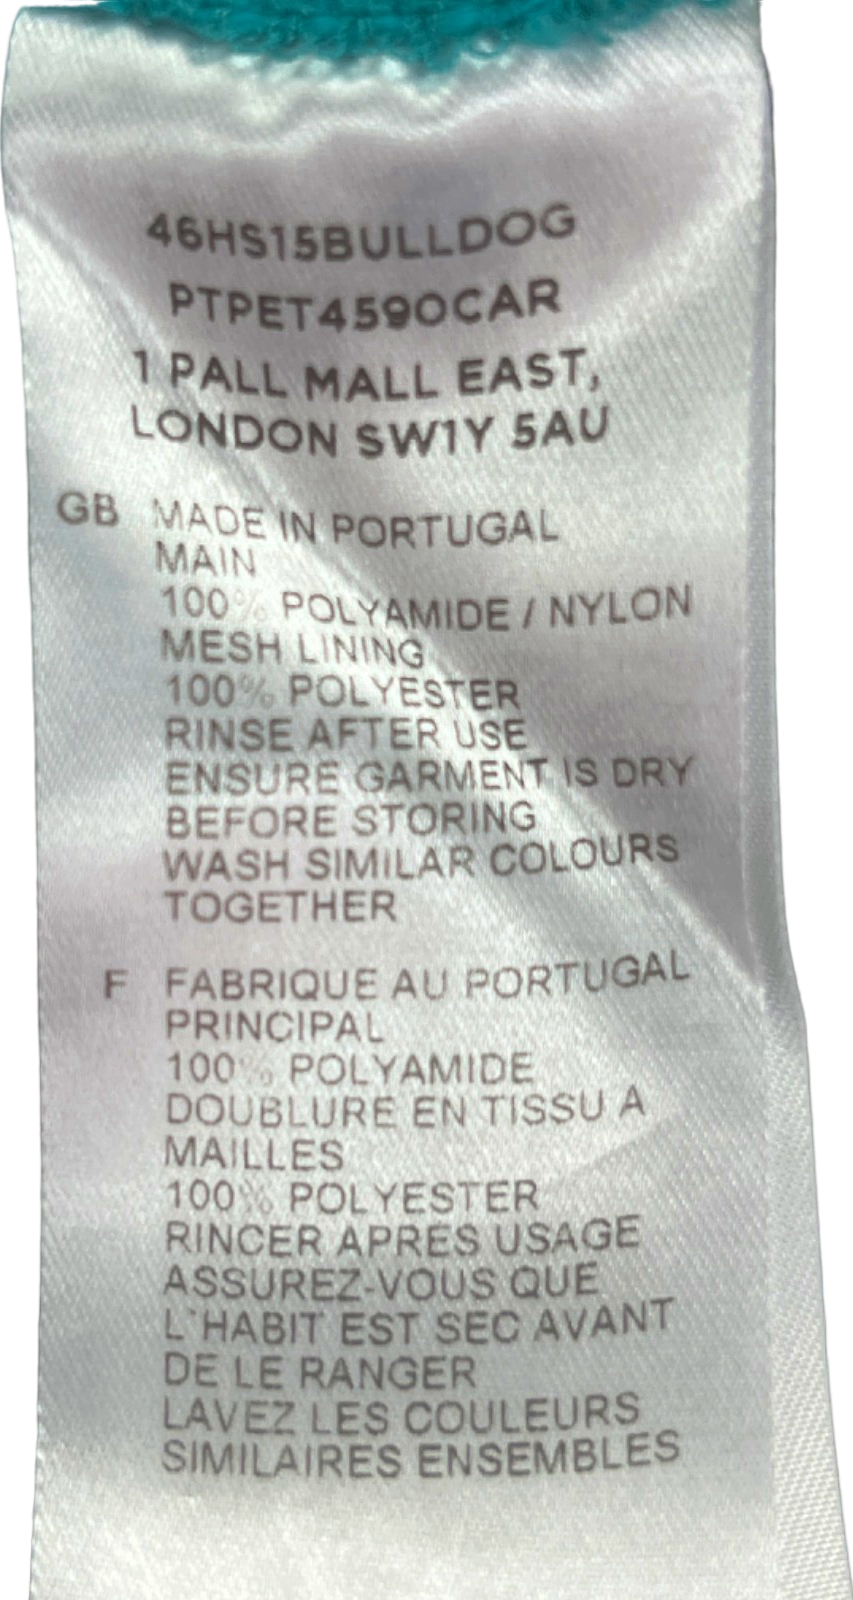 46HS15BULLDOG
PTPET4590CAR
1 PALL MALL EAST,
LONDON SW1Y 5AU
GB MADE IN PORTUGAL
MAIN
100% POLYAMIDE / NYLON
MESH LINING
100% POLYESTER
RINSE AFTER USE
ENSURE GARMENT IS DRY
BEFORE STORING
WASH SIMILAR COLOURS
TOGETHER
F FABRIQUE AU PORTUGAL
PRINCIPAL
100% POLYAMIDE
DOUBLURE EN TISSU A
MAILLES
100% POLYESTER
RINCER APRES USAGE
ASSUREZ-VOUS QUE
L'HABIT EST SEC AVANT
DE LE RANGER
LAVEZ LES COULEURS
SIMILAIRES ENSEMBLES